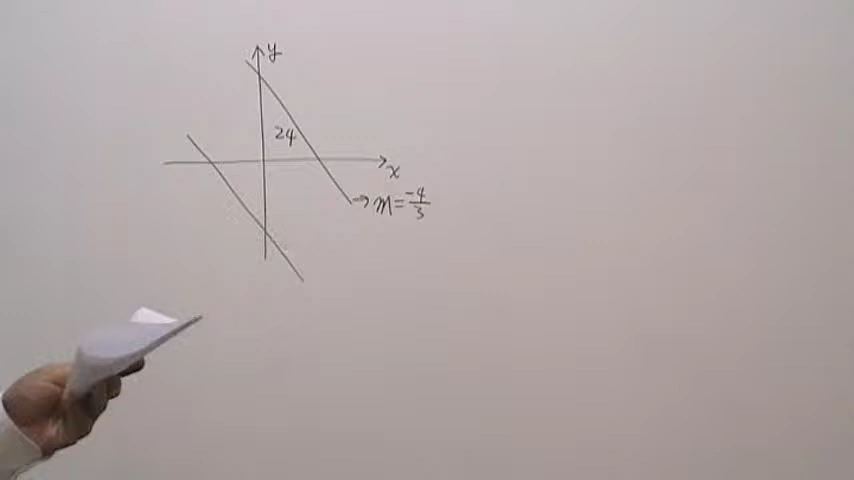 y
24
x
→ m = -4/3